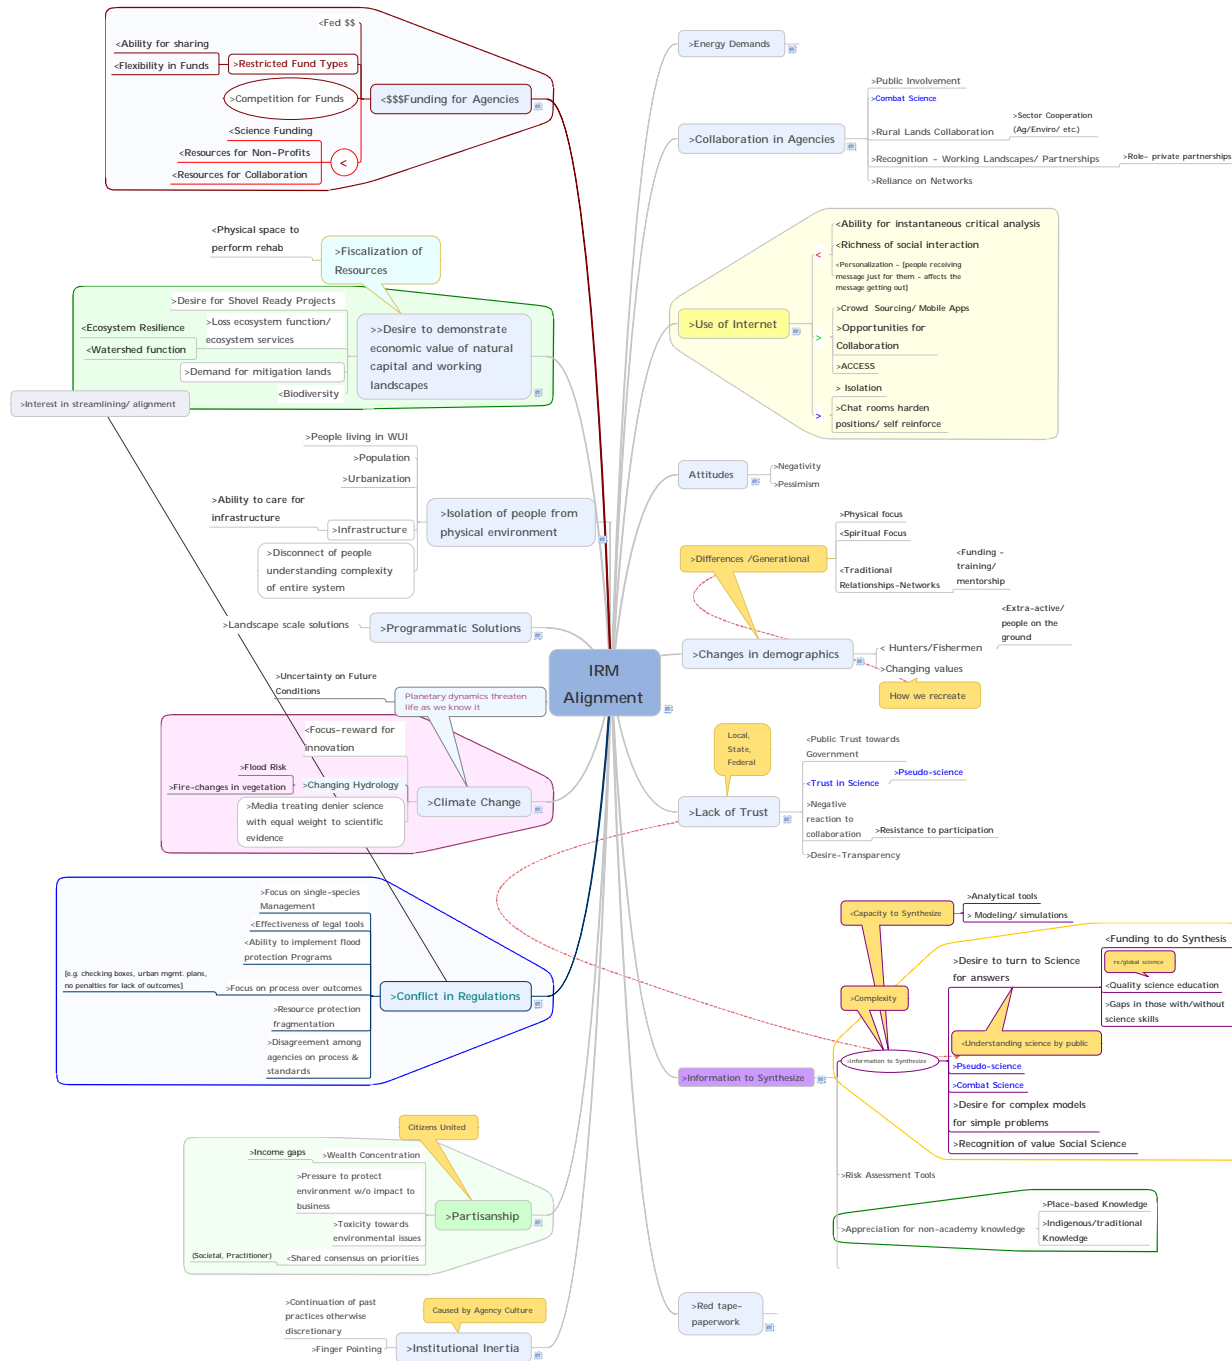 <Fed $$
<Ability for sharing
<Flexibility in Funds
>Restricted Fund Types
>Competition for Funds
<$$$Funding for Agencies
<Science Funding
<Resources for Non-Profits
<
<Resources for Collaboration
<Physical space to
perform rehab
>Fiscalization of
Resources
>Desire for Shovel Ready Projects
<Ecosystem Resilience
<Watershed function
>Loss ecosystem function/
ecosystem services
>Demand for mitigation lands
<Biodiversity
>>Desire to demonstrate
economic value of natural
capital and working
landscapes
>Interest in streamlining/ alignment
>People living in WUI
>Population
>Urbanization
>Ability to care for
infrastructure
>Infrastructure
>Disconnect of people
understanding complexity
of entire system
>Isolation of people from
physical environment
>Landscape scale solutions
>Programmatic Solutions
IRM
Alignment
>Uncertainty on Future
Conditions
Planetary dynamics threaten
life as we know it
<Focus-reward for
innovation
>Flood Risk
>Fire-changes in vegetation
>Changing Hydrology
>Media treating denier science
with equal weight to scientific
evidence
>Climate Change
>Focus on single-species
Management
<Effectiveness of legal tools
<Ability to implement flood
protection Programs
[e.g. checking boxes, urban mgmt. plans,
no penalties for lack of outcomes]
>Focus on process over outcomes
>Resource protection
fragmentation
>Disagreement among
agencies on process &
standards
>Conflict in Regulations
Citizens United
>Income gaps
>Wealth Concentration
>Pressure to protect
environment w/o impact to
business
>Toxicity towards
environmental issues
(Societal, Practitioner)
<Shared consensus on priorities
>Partisanship
>Continuation of past
practices otherwise
discretionary
>Finger Pointing
Caused by Agency Culture
>Institutional Inertia
>Energy Demands
>Collaboration in Agencies
>Public Involvement
>Combat Science
>Rural Lands Collaboration
>Sector Cooperation
(Ag/Enviro/ etc.)
>Recognition - Working Landscapes/ Partnerships
>Role- private partnerships
>Reliance on Networks
>Use of Internet
<
<Ability for instantaneous critical analysis
<Richness of social interaction
<Personalization - [people receiving
message just for them - affects the
message getting out]
>
>Crowd Sourcing/ Mobile Apps
>Opportunities for
Collaboration
>ACCESS
>
> Isolation
>Chat rooms harden
positions/ self reinforce
Attitudes
>Negativity
>Pessimism
>Differences /Generational
>Physical focus
<Spiritual Focus
<Traditional
Relationships-Networks
<Funding -
training/
mentorship
>Changes in demographics
< Hunters/Fishermen
<Extra-active/
people on the
ground
>Changing values
How we recreate
Local,
State,
Federal
>Lack of Trust
<Public Trust towards
Government
<Trust in Science
>Pseudo-science
>Negative
reaction to
collaboration
>Resistance to participation
>Desire-Transparency
>Information to Synthesize
<Capacity to Synthesize
>Analytical tools
> Modeling/ simulations
>Complexity
>Information to Synthesize
>Desire to turn to Science
for answers
<Funding to do Synthesis
re/global science
<Quality science education
>Gaps in those with/without
science skills
<Understanding science by public
>Pseudo-science
>Combat Science
>Desire for complex models
for simple problems
>Recognition of value Social Science
>Risk Assessment Tools
>Appreciation for non-academy knowledge
>Place-based Knowledge
>Indigenous/traditional
Knowledge
>Red tape-
paperwork